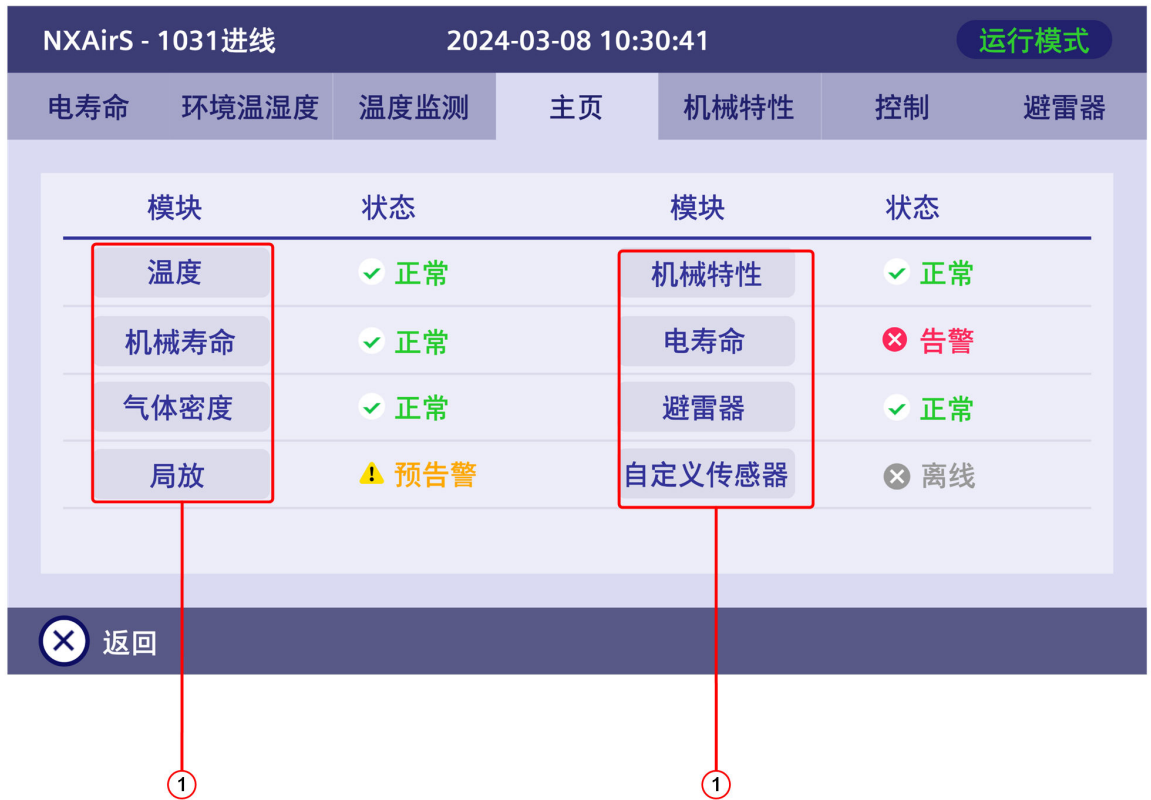 NXAirS - 1031进线 2024-03-08 10:30:41 运行模式
电寿命 环境温湿度 温度监测 主页 机械特性 控制 避雷器
模块 状态 模块 状态
温度 正常 机械特性 正常
机械寿命 正常 电寿命 告警
气体密度 正常 避雷器 正常
局放 预告警 自定义传感器 离线
返回
1 1